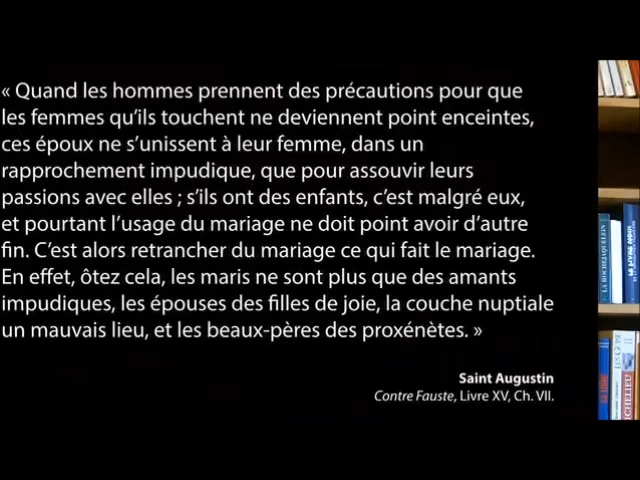 « Quand les hommes prennent des précautions pour que
les femmes qu’ils touchent ne deviennent point enceintes,
ces époux ne s’unissent à leur femme, dans un
rapprochement impudique, que pour assouvir leurs
passions avec elles ; s’ils ont des enfants, c’est malgré eux,
et pourtant l’usage du mariage ne doit point avoir d’autre
fin. C’est alors retrancher du mariage ce qui fait le mariage.
En effet, ôtez cela, les maris ne sont plus que des amants
impudiques, les épouses des filles de joie, la couche nuptiale
un mauvais lieu, et les beaux-pères des proxénètes. »
Saint Augustin
Contre Fauste, Livre XV, Ch. VII.
LA ROCHEJAQUELEIN
LE LIVRE NOIR